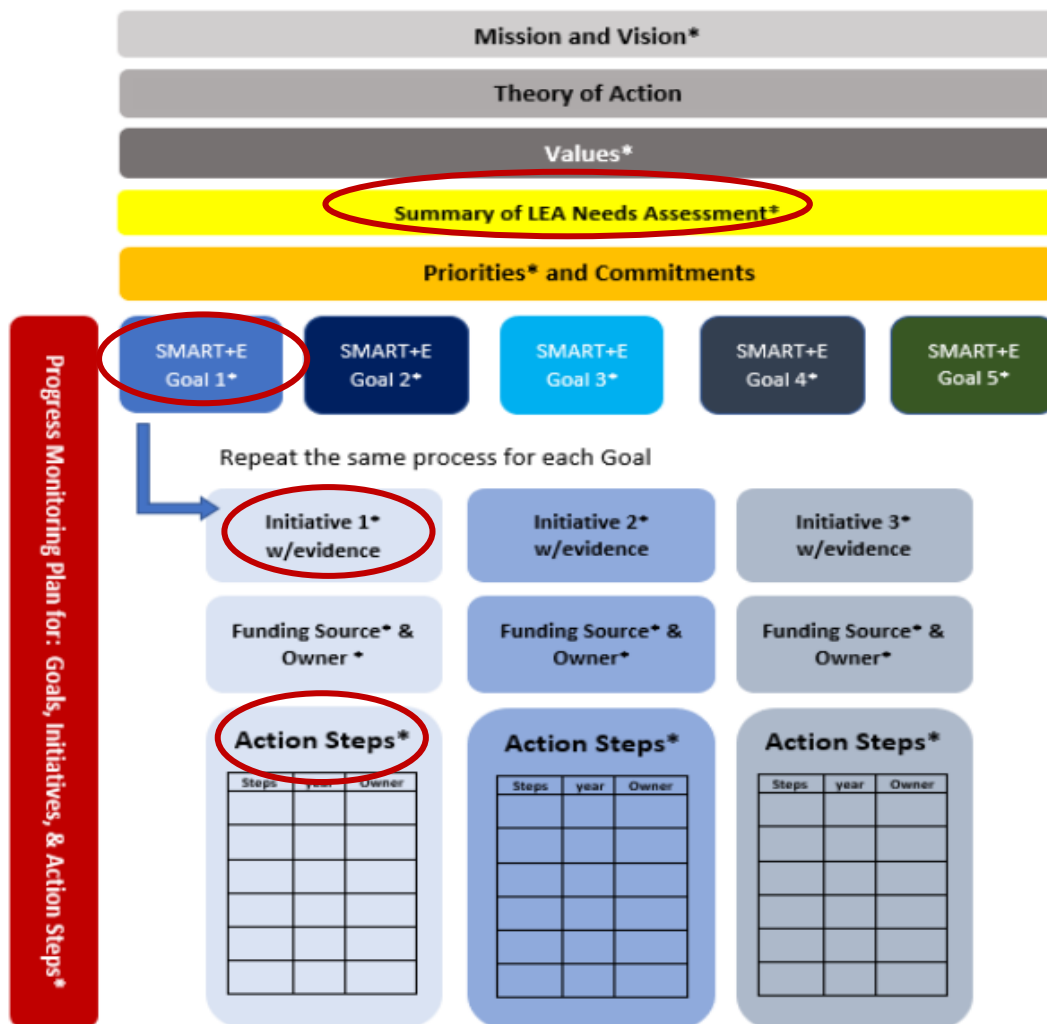 Mission and Vision*
Theory of Action
Values*
Summary of LEA Needs Assessment*
Priorities* and Commitments
Progress Monitoring Plan for: Goals, Initiatives, & Action Steps*
SMART+E
Goal 1*
SMART+E
Goal 2*
SMART+E
Goal 3*
SMART+E
Goal 4*
SMART+E
Goal 5*
Repeat the same process for each Goal
Initiative 1*
w/evidence
Initiative 2*
w/evidence
Initiative 3*
w/evidence
Funding Source* &
Owner *
Funding Source* &
Owner*
Funding Source* &
Owner*
Action Steps*
Steps year Owner
Action Steps*
Steps year Owner
Action Steps*
Steps year Owner